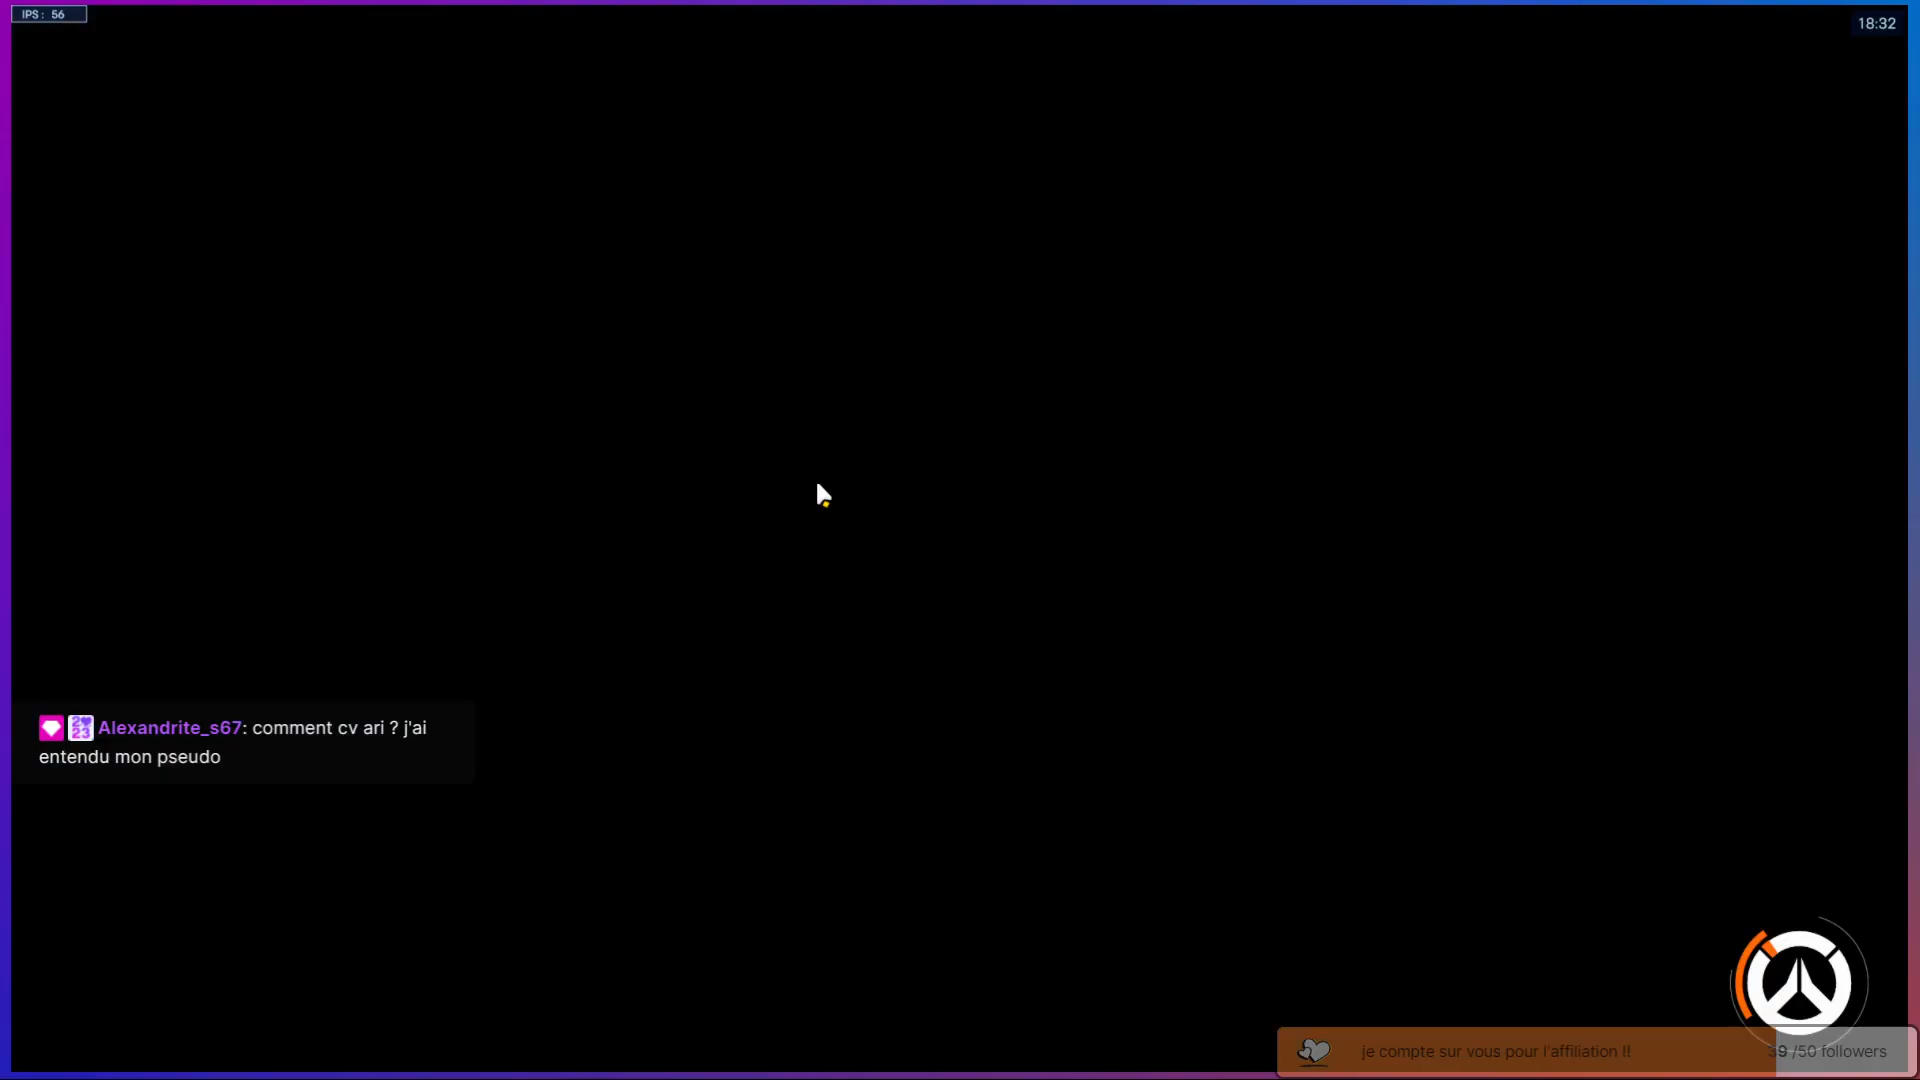 IPS : 56
18:32
Alexandrite_s67: comment cv ari ? j'ai
entendu mon pseudo
je compte sur vous pour l'affiliation !!
39 /50 followers